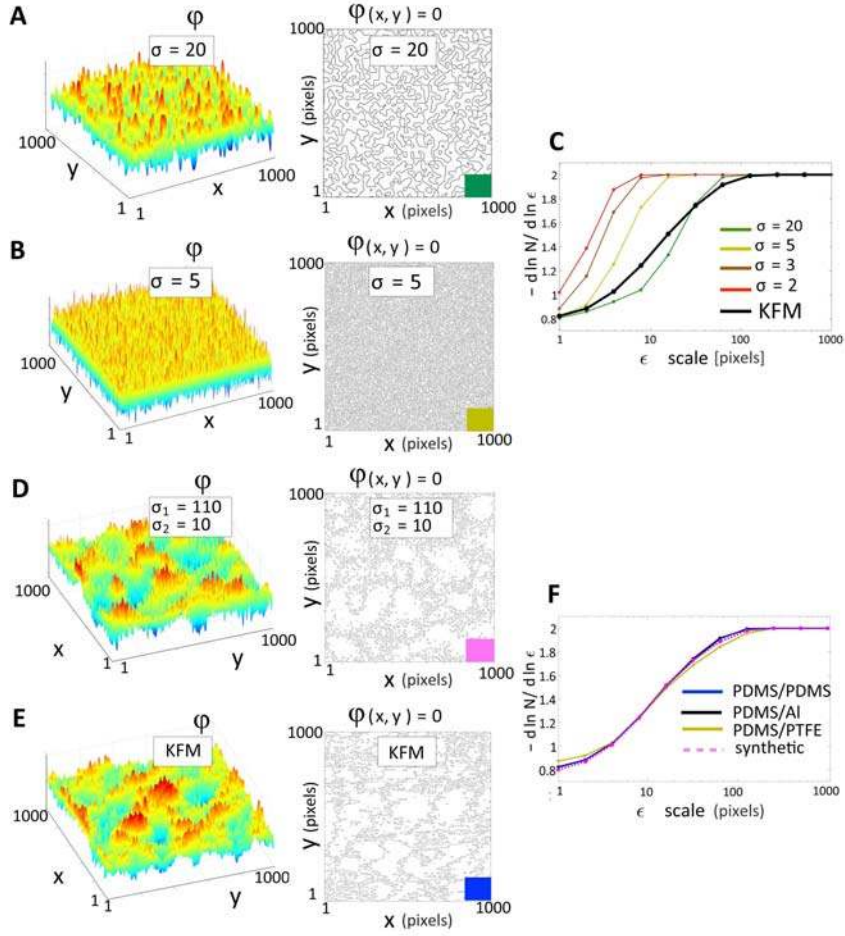 A
φ
σ = 20
1000
y
1
1
x
1000
φ(x, y) = 0
σ = 20
1000
y (pixels)
1
1
x (pixels)
1000
B
φ
σ = 5
1000
y
1
1
x
1000
φ(x, y) = 0
σ = 5
1000
y (pixels)
1
1
x (pixels)
1000
C
− d ln N/ d ln ϵ
2
1.8
1.6
1.4
1.2
1
0.8
σ = 20
σ = 5
σ = 3
σ = 2
KFM
1
10
100
1000
ϵ scale [pixels]
D
φ
σ1 = 110
σ2 = 10
1000
x
1
1
y
1000
φ(x, y) = 0
σ1 = 110
σ2 = 10
1000
y (pixels)
1
1
x (pixels)
1000
E
φ
KFM
1000
x
1
1
y
1000
φ(x, y) = 0
KFM
1000
y (pixels)
1
1
x (pixels)
1000
F
− d ln N/ d ln ϵ
2
1.8
1.6
1.4
1.2
1
0.8
PDMS/PDMS
PDMS/Al
PDMS/PTFE
synthetic
1
10
100
1000
ϵ scale (pixels)